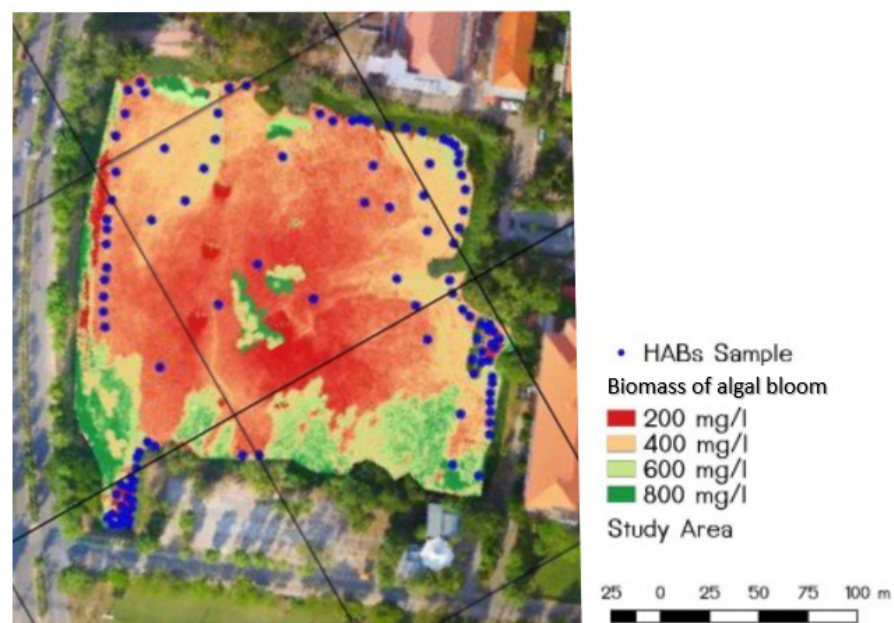 HABs Sample
Biomass of algal bloom
200 mg/l
400 mg/l
600 mg/l
800 mg/l
Study Area
25 0 25 50 75 100 m